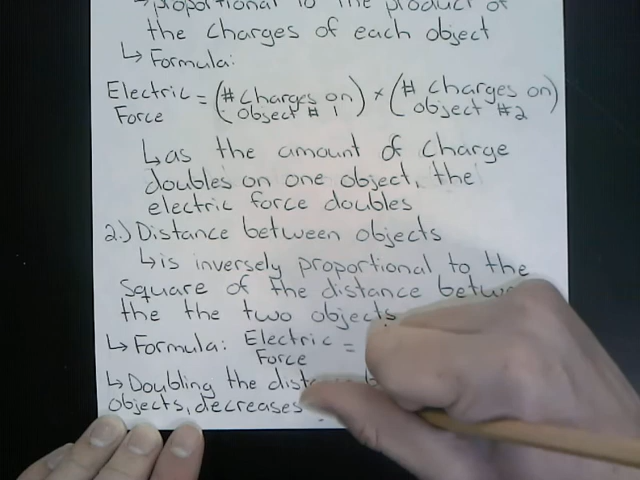 ↳ proportional to the product of
the charges of each object
↳ Formula:
Electric Force = (# charges on object # 1) × (# charges on object #2)
↳ as the amount of charge
doubles on one object, the
electric force doubles
2.) Distance between objects
↳ is inversely proportional to the
square of the distance
the the two objects
↳ Formula: Electric Force =
↳ Doubling the
objects, decreases